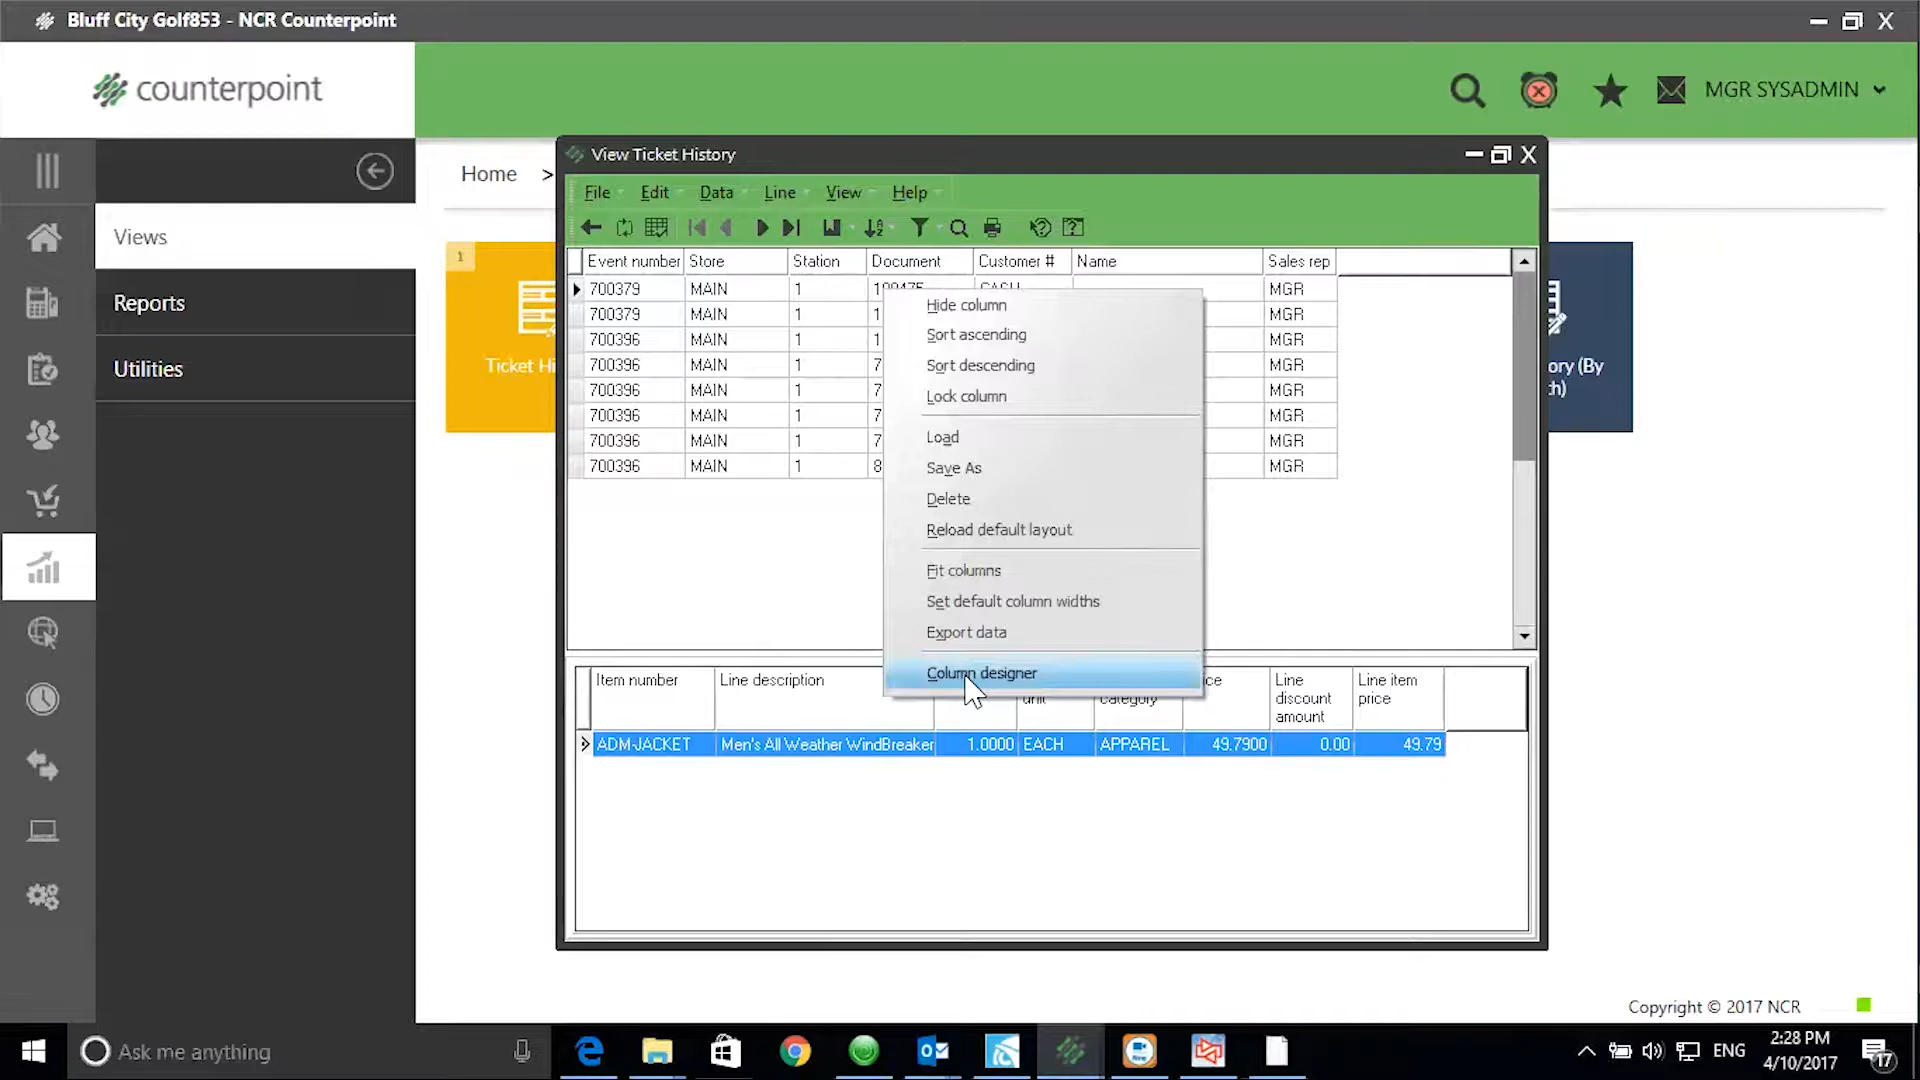 Bluff City Golf853 - NCR Counterpoint
counterpoint
MGR SYSADMIN
Views
Reports
Utilities
Home >
1
Ticket Hi
ory (By
th)
View Ticket History
File Edit Data Line View Help
Event number Store Station Document Customer # Name Sales rep
700379 MAIN 1 MGR
700379 MAIN 1 1 MGR
700396 MAIN 1 1 MGR
700396 MAIN 1 7 MGR
700396 MAIN 1 7 MGR
700396 MAIN 1 7 MGR
700396 MAIN 1 7 MGR
700396 MAIN 1 8 MGR
Hide column
Sort ascending
Sort descending
Lock column
Load
Save As
Delete
Reload default layout
Fit columns
Set default column widths
Export data
Column designer
Item number Line description unit category ce Line discount amount Line item price
ADM-JACKET Men's All Weather WindBreaker 1.0000 EACH APPAREL 49.7900 0.00 49.79
Copyright © 2017 NCR
Ask me anything
ENG
2:28 PM
4/10/2017
17